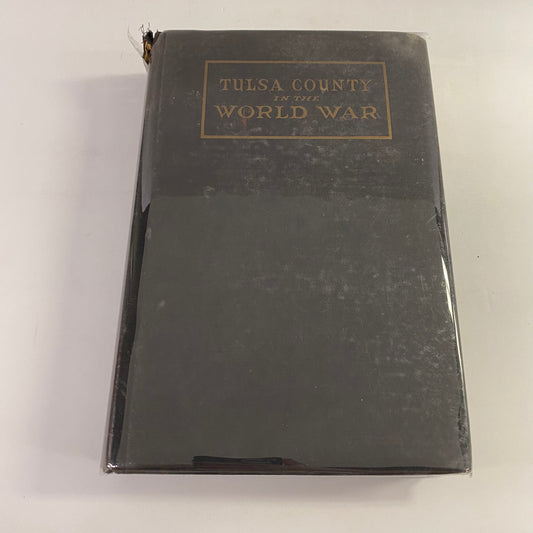 TULSA COUNTY
IN THE
WORLD WAR